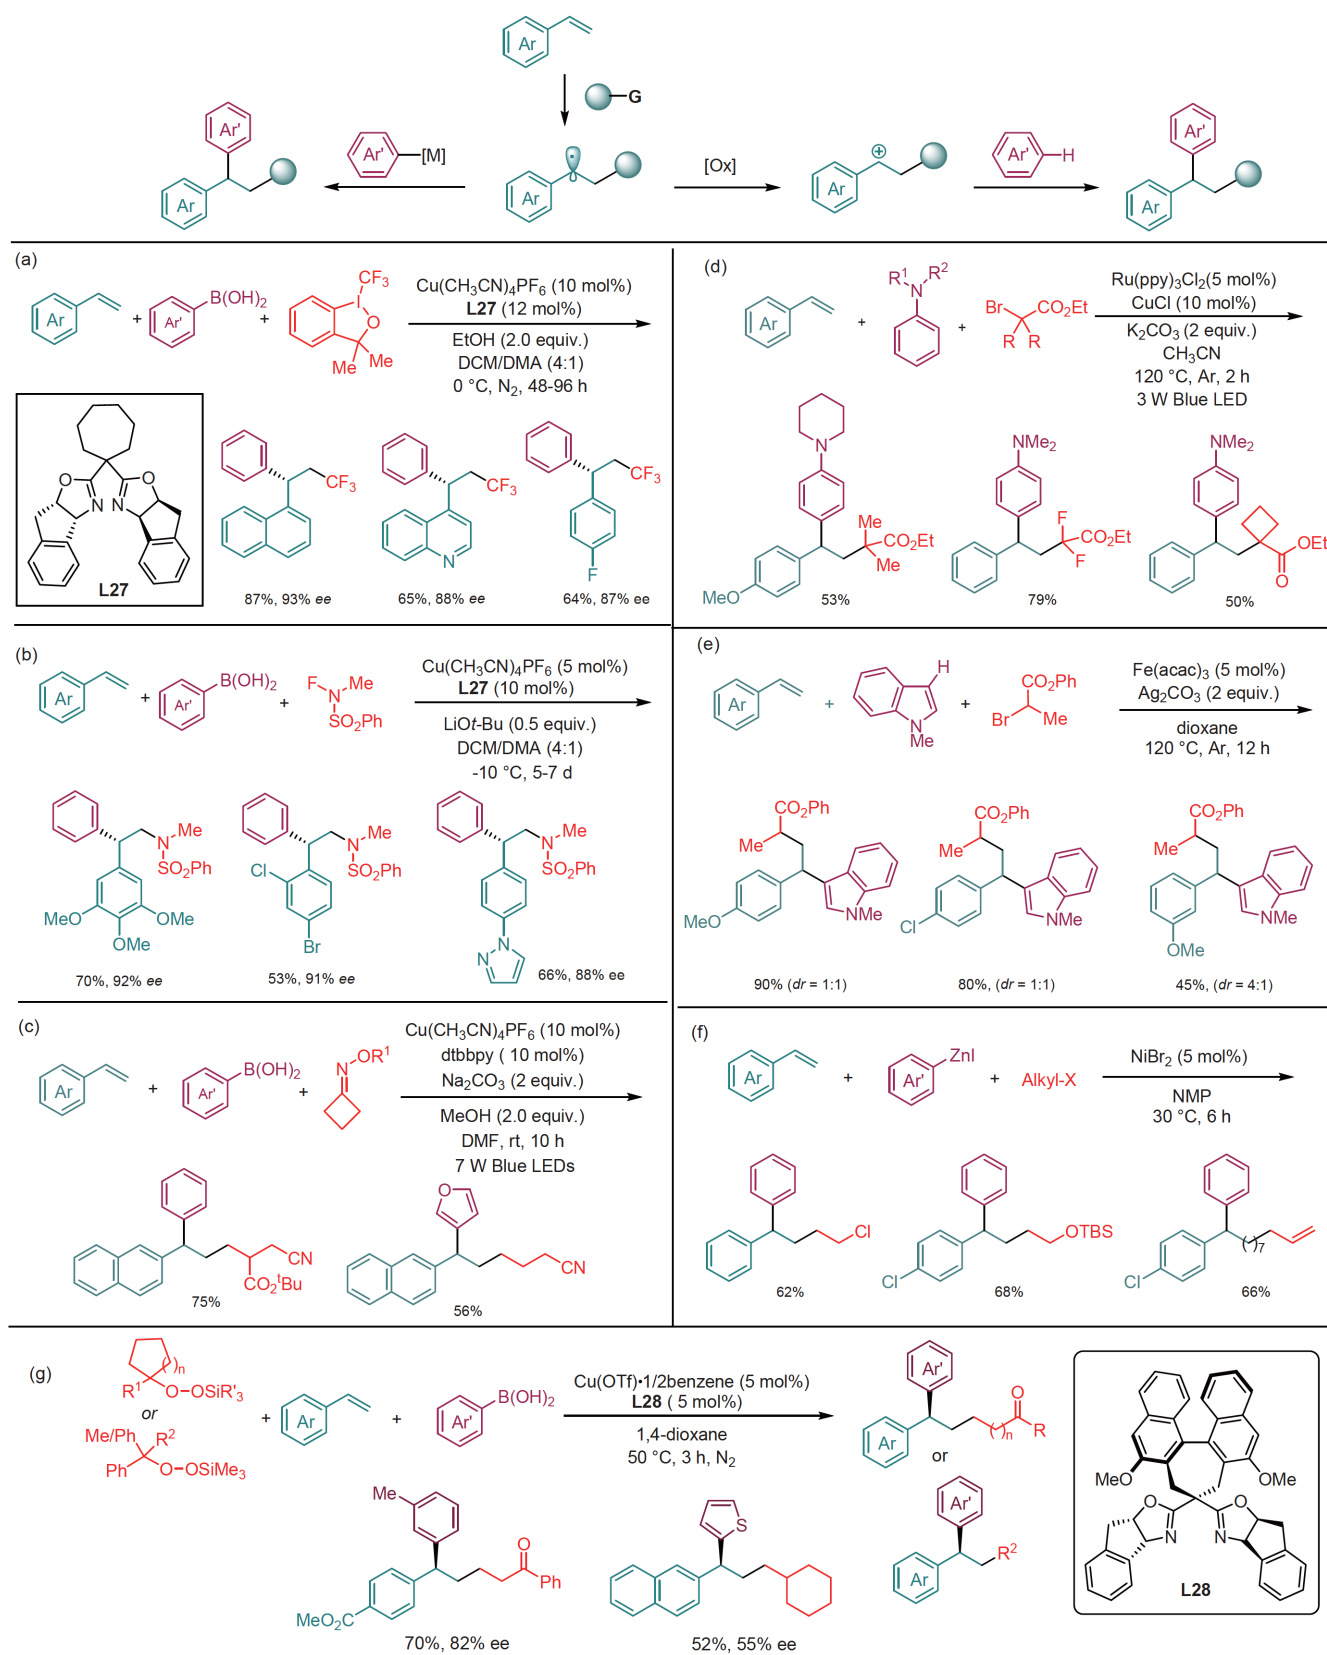 Ar
G
Ar'
Ar'
[M]
Ar
Ar
[Ox]
Ar
Ar'
H
Ar'
Ar
(a)
Ar
+
Ar'
B(OH)2
+
CF3
I
O
Me
Me
Cu(CH3CN)4PF6 (10 mol%)
L27 (12 mol%)
EtOH (2.0 equiv.)
DCM/DMA (4:1)
0 °C, N2, 48-96 h
O
O
N
N
L27
CF3
87%, 93% ee
CF3
N
65%, 88% ee
CF3
F
64%, 87% ee
(b)
Ar
+
Ar'
B(OH)2
+
F
N
Me
SO2Ph
Cu(CH3CN)4PF6 (5 mol%)
L27 (10 mol%)
LiOt-Bu (0.5 equiv.)
DCM/DMA (4:1)
-10 °C, 5-7 d
N
Me
SO2Ph
MeO
OMe
OMe
70%, 92% ee
Cl
N
Me
SO2Ph
Br
53%, 91% ee
N
Me
SO2Ph
N
N
66%, 88% ee
(c)
Ar
+
Ar'
B(OH)2
+
N
OR1
Cu(CH3CN)4PF6 (10 mol%)
dtbbpy ( 10 mol%)
Na2CO3 (2 equiv.)
MeOH (2.0 equiv.)
DMF, rt, 10 h
7 W Blue LEDs
CN
CO2tBu
75%
O
CN
56%
(d)
Ar
+
R1
R2
N
+
Br
CO2Et
R
R
Ru(ppy)3Cl2(5 mol%)
CuCl (10 mol%)
K2CO3 (2 equiv.)
CH3CN
120 °C, Ar, 2 h
3 W Blue LED
N
Me
CO2Et
Me
MeO
53%
NMe2
F
CO2Et
F
79%
NMe2
OEt
O
50%
(e)
Ar
+
H
N
Me
+
CO2Ph
Br
Me
Fe(acac)3 (5 mol%)
Ag2CO3 (2 equiv.)
dioxane
120 °C, Ar, 12 h
CO2Ph
Me
MeO
NMe
90% (dr = 1:1)
CO2Ph
Me
Cl
NMe
80%, (dr = 1:1)
CO2Ph
Me
OMe
NMe
45%, (dr = 4:1)
(f)
Ar
+
Ar'
ZnI
+
Alkyl-X
NiBr2 (5 mol%)
NMP
30 °C, 6 h
Cl
62%
OTBS
Cl
68%
( )7
Cl
66%
(g)
( )n
R1
O-OSiR'3
or
Me/Ph
R2
Ph
O-OSiMe3
+
Ar
+
Ar'
B(OH)2
Cu(OTf)•1/2benzene (5 mol%)
L28 ( 5 mol%)
1,4-dioxane
50 °C, 3 h, N2
Ar'
O
Ar
( )n
R
or
Ar'
R2
Ar
Me
O
Ph
MeO2C
70%, 82% ee
S
52%, 55% ee
MeO
OMe
O
O
N
N
L28